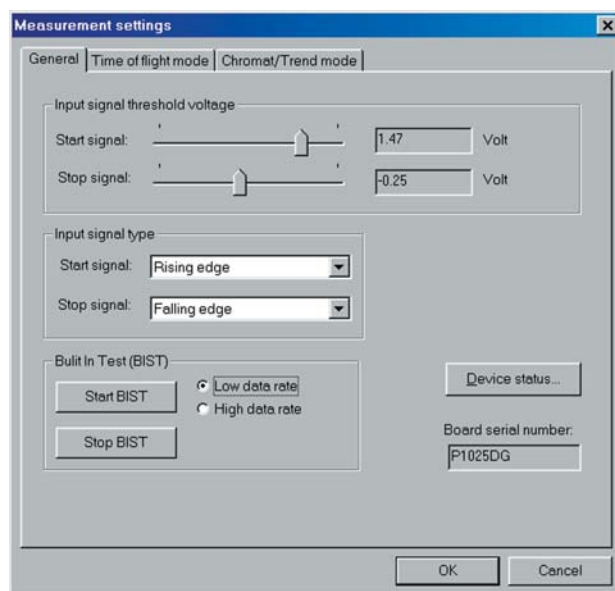 Measurement settings
General Time of flight mode Chromat/Trend mode
Input signal threshold voltage
Start signal: 1.47 Volt
Stop signal: -0.25 Volt
Input signal type
Start signal: Rising edge
Stop signal: Falling edge
Bulit In Test (BIST)
Start BIST
Low data rate
High data rate
Stop BIST
Device status...
Board serial number:
P1025DG
OK Cancel